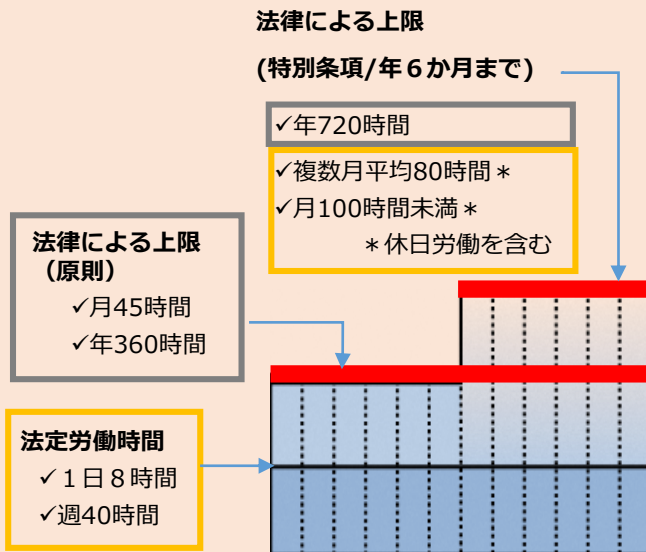 法律による上限
(特別条項/年６か月まで)
✓年720時間
✓複数月平均80時間＊
✓月100時間未満＊
＊休日労働を含む
法律による上限
（原則）
✓月45時間
✓年360時間
法定労働時間
✓１日８時間
✓週40時間